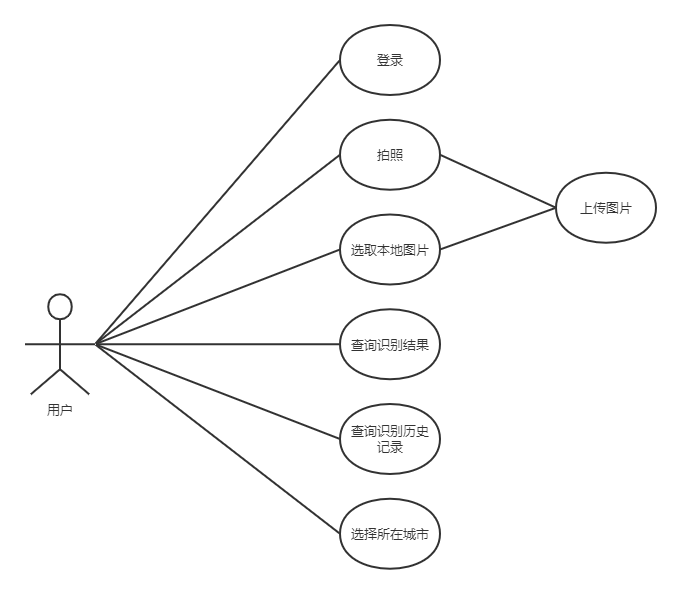 登录
拍照
上传图片
选取本地图片
查询识别结果
用户
查询识别历史
记录
选择所在城市